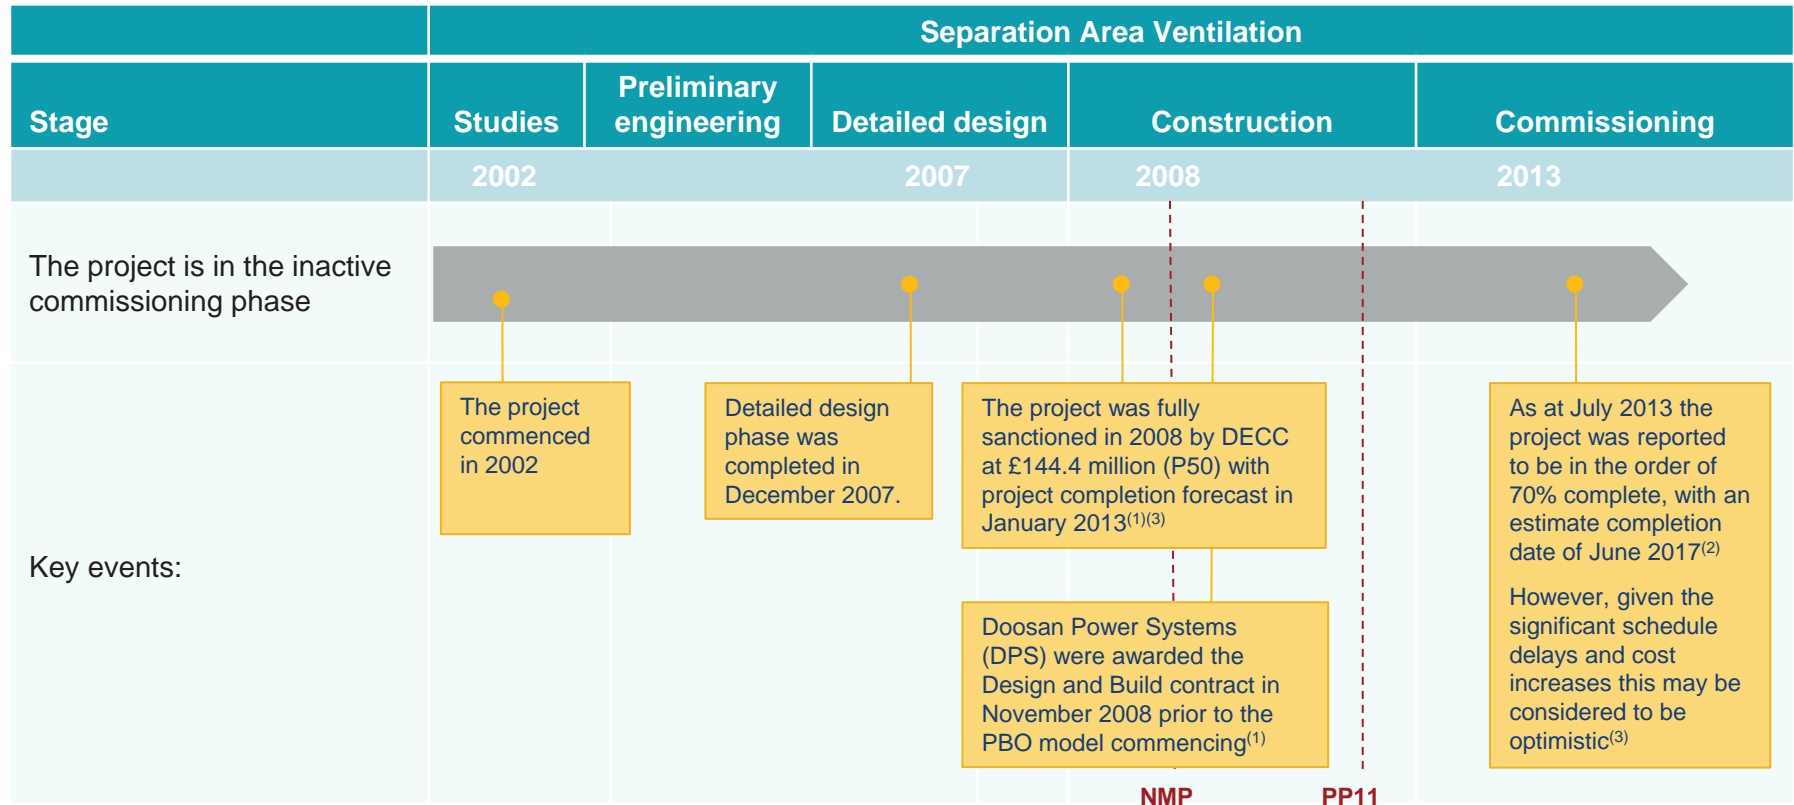 Separation Area Ventilation
Stage
Studies
Preliminary
engineering
Detailed design
Construction
Commissioning
2002
2007
2008
2013
The project is in the inactive
commissioning phase
Key events:
The project
commenced
in 2002
Detailed design
phase was
completed in
December 2007.
The project was fully
sanctioned in 2008 by DECC
at £144.4 million (P50) with
project completion forecast in
January 2013(1)(3)
Doosan Power Systems
(DPS) were awarded the
Design and Build contract in
November 2008 prior to the
PBO model commencing(1)
As at July 2013 the
project was reported
to be in the order of
70% complete, with an
estimate completion
date of June 2017(2)
However, given the
significant schedule
delays and cost
increases this may be
considered to be
optimistic(3)
NMP
PP11